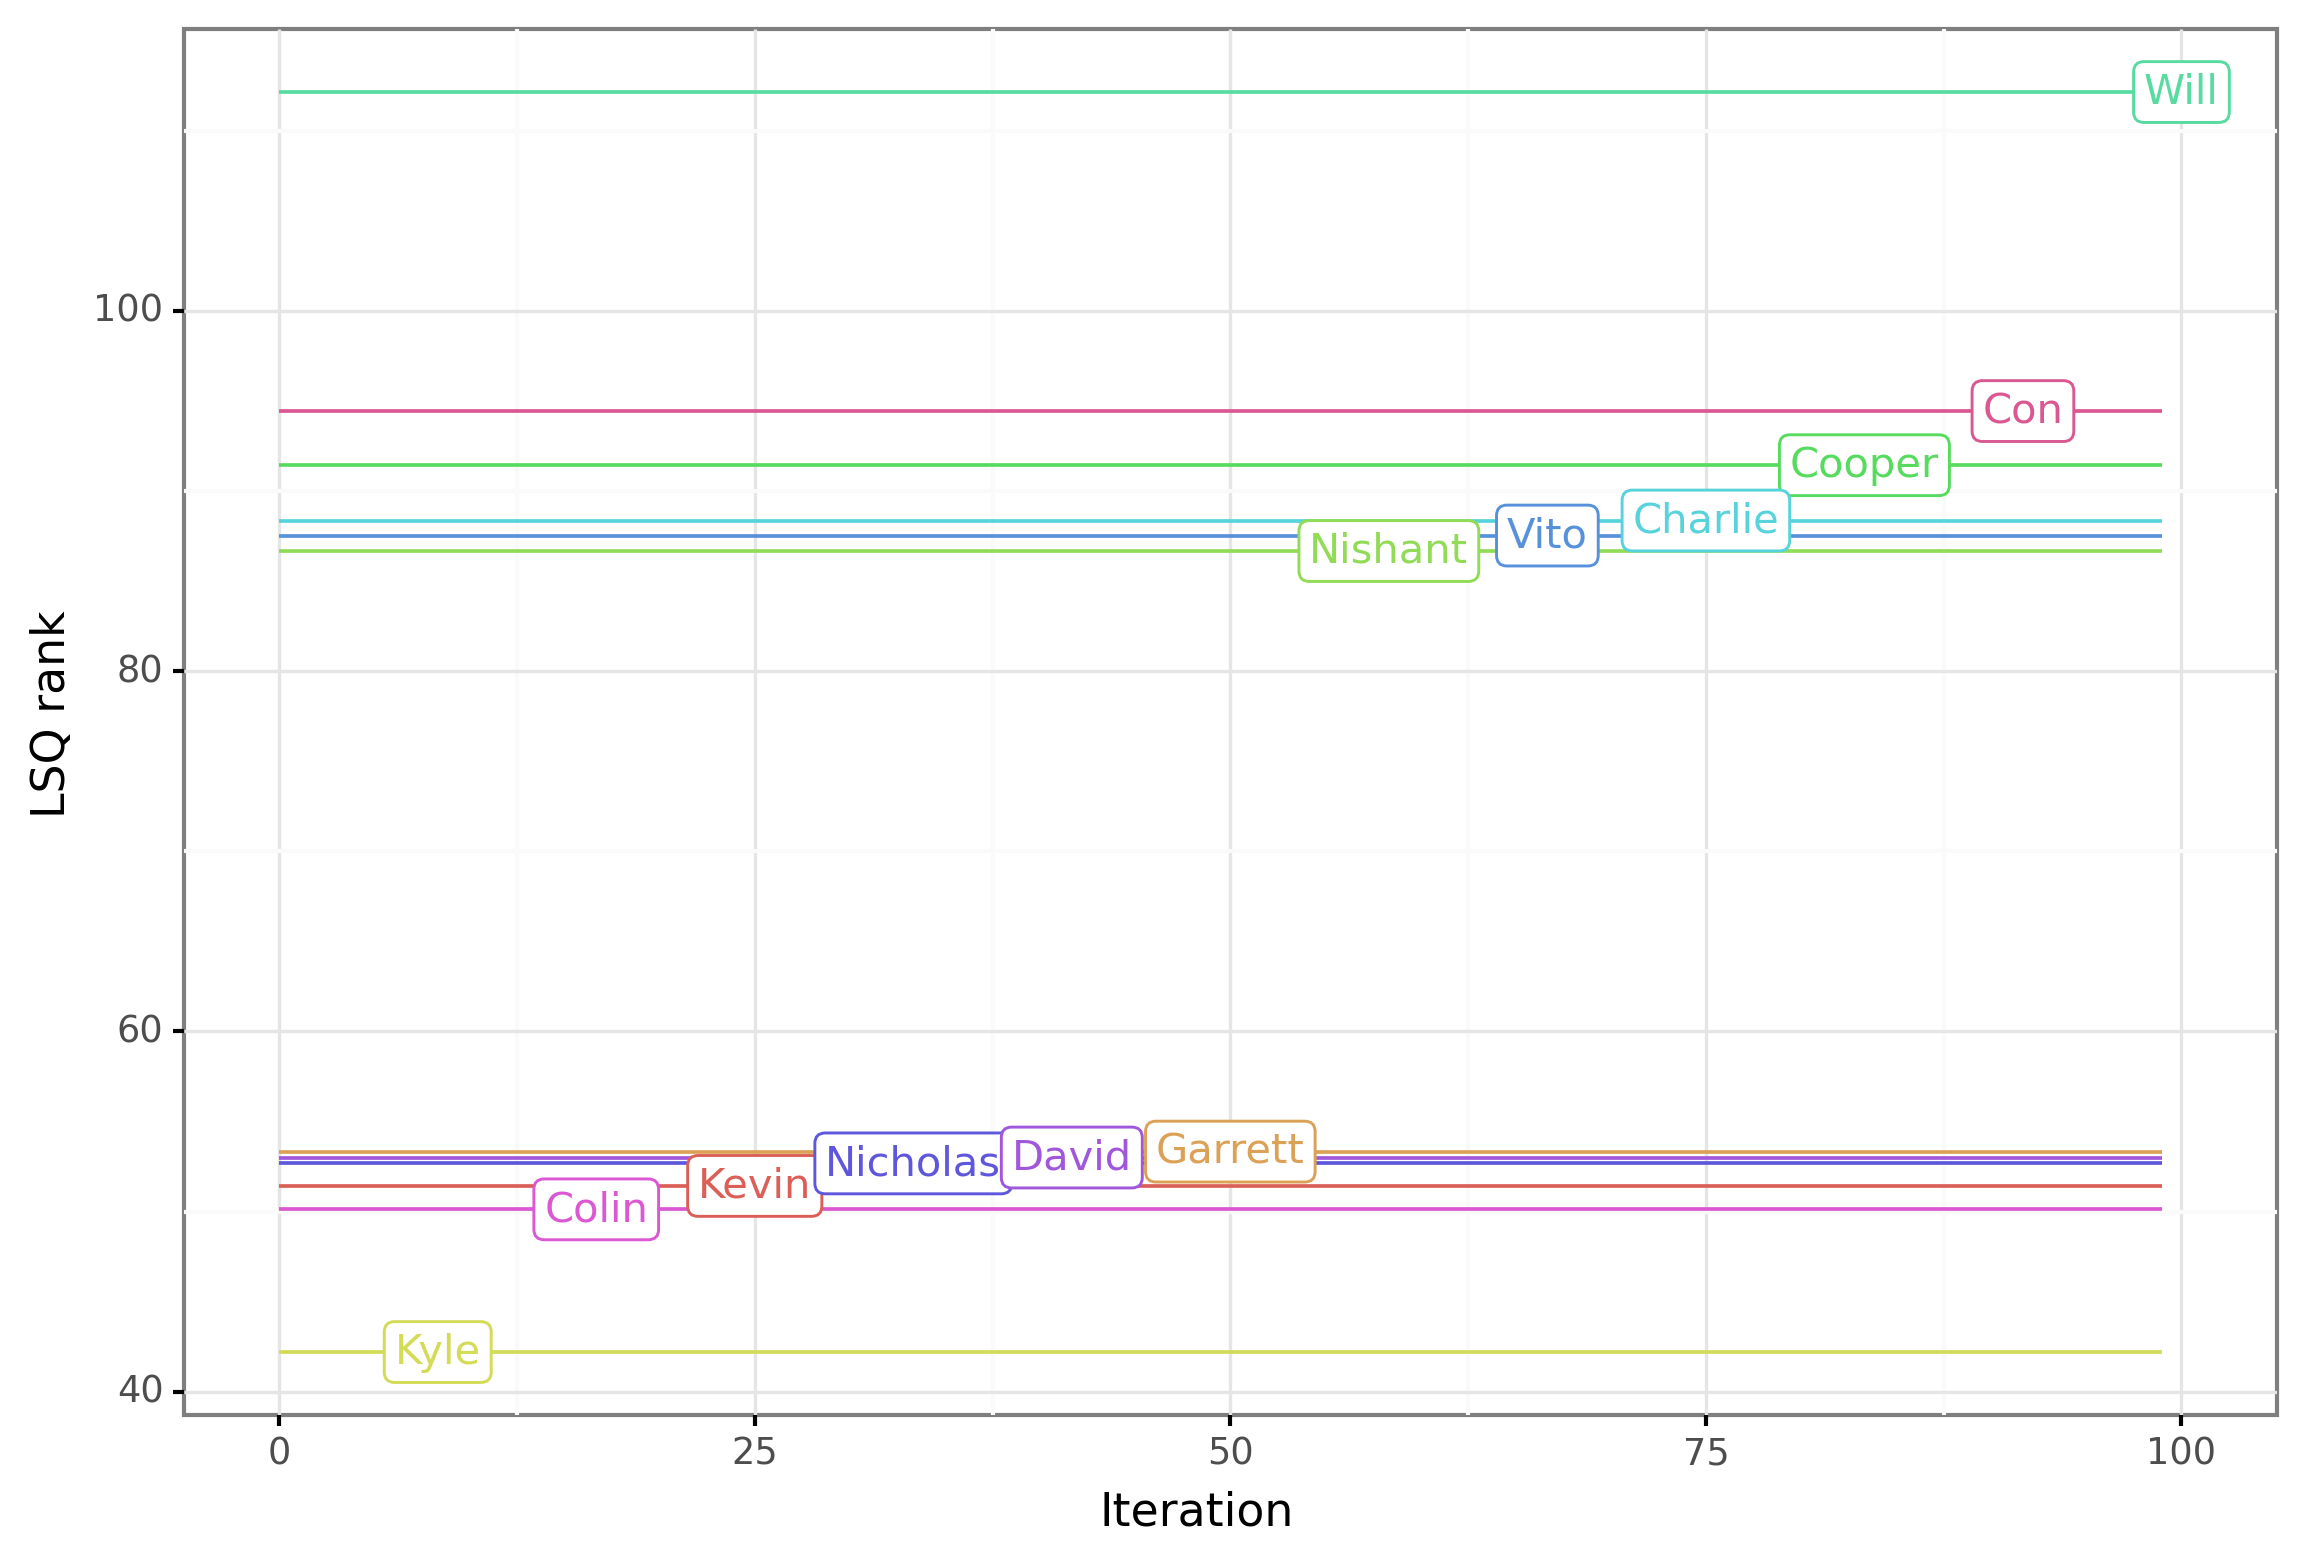 Will
100
Con
Cooper
Charlie
Vito
Nishant
80
LSQ rank
60
Garrett
David
Nicholas
Kevin
Colin
Kyle
40
0 25 50 75 100
Iteration